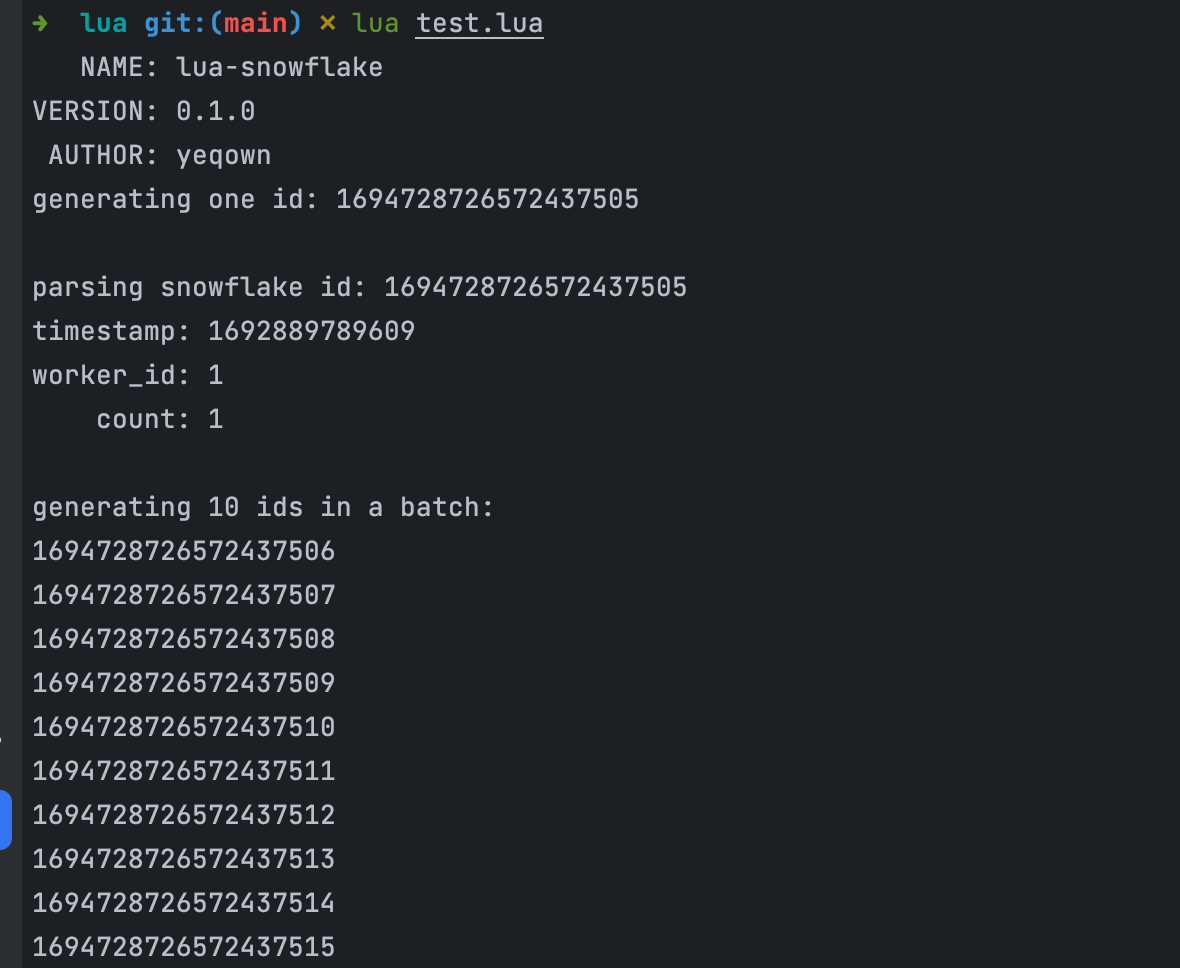 ➜ lua git:(main) × lua test.lua
NAME: lua-snowflake
VERSION: 0.1.0
AUTHOR: yeqown
generating one id: 1694728726572437505
parsing snowflake id: 1694728726572437505
timestamp: 1692889789609
worker_id: 1
count: 1
generating 10 ids in a batch:
1694728726572437506
1694728726572437507
1694728726572437508
1694728726572437509
1694728726572437510
1694728726572437511
1694728726572437512
1694728726572437513
1694728726572437514
1694728726572437515